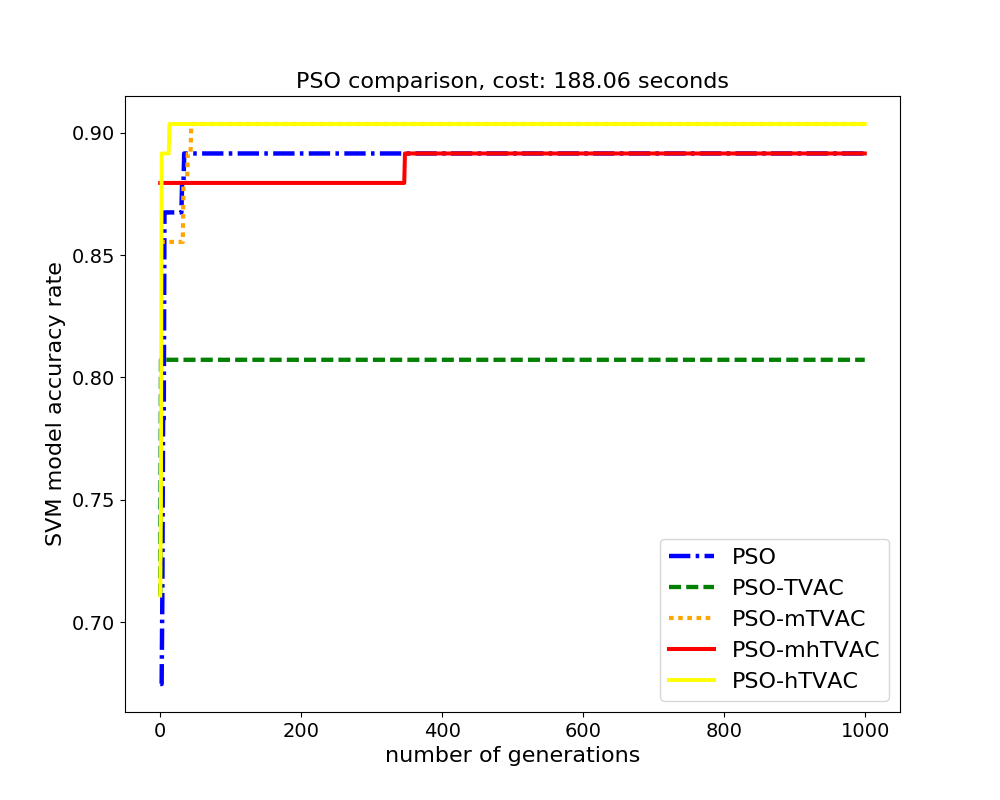 PSO comparison, cost: 188.06 seconds
SVM model accuracy rate
0.90
0.85
0.80
0.75
0.70
0 200 400 600 800 1000
number of generations
PSO
PSO-TVAC
PSO-mTVAC
PSO-mhTVAC
PSO-hTVAC